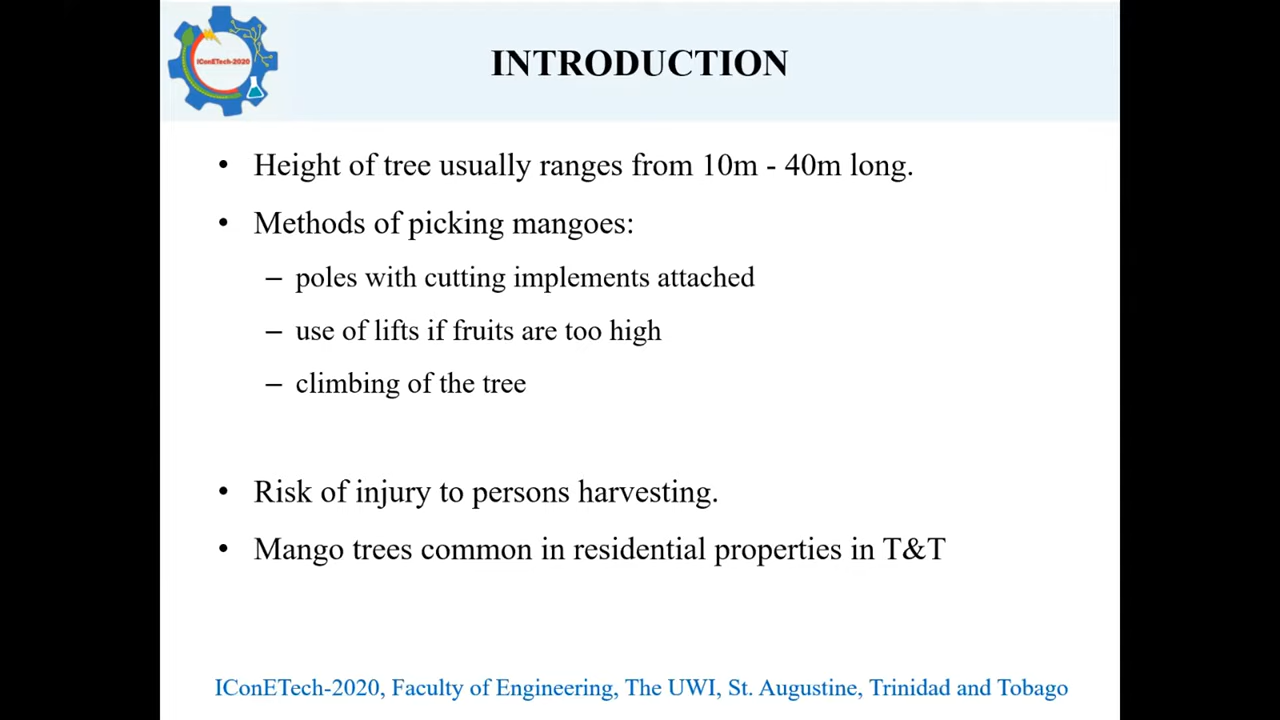 IConETech-2020
INTRODUCTION
• Height of tree usually ranges from 10m - 40m long.
• Methods of picking mangoes:
– poles with cutting implements attached
– use of lifts if fruits are too high
– climbing of the tree
• Risk of injury to persons harvesting.
• Mango trees common in residential properties in T&T
IConETech-2020, Faculty of Engineering, The UWI, St. Augustine, Trinidad and Tobago